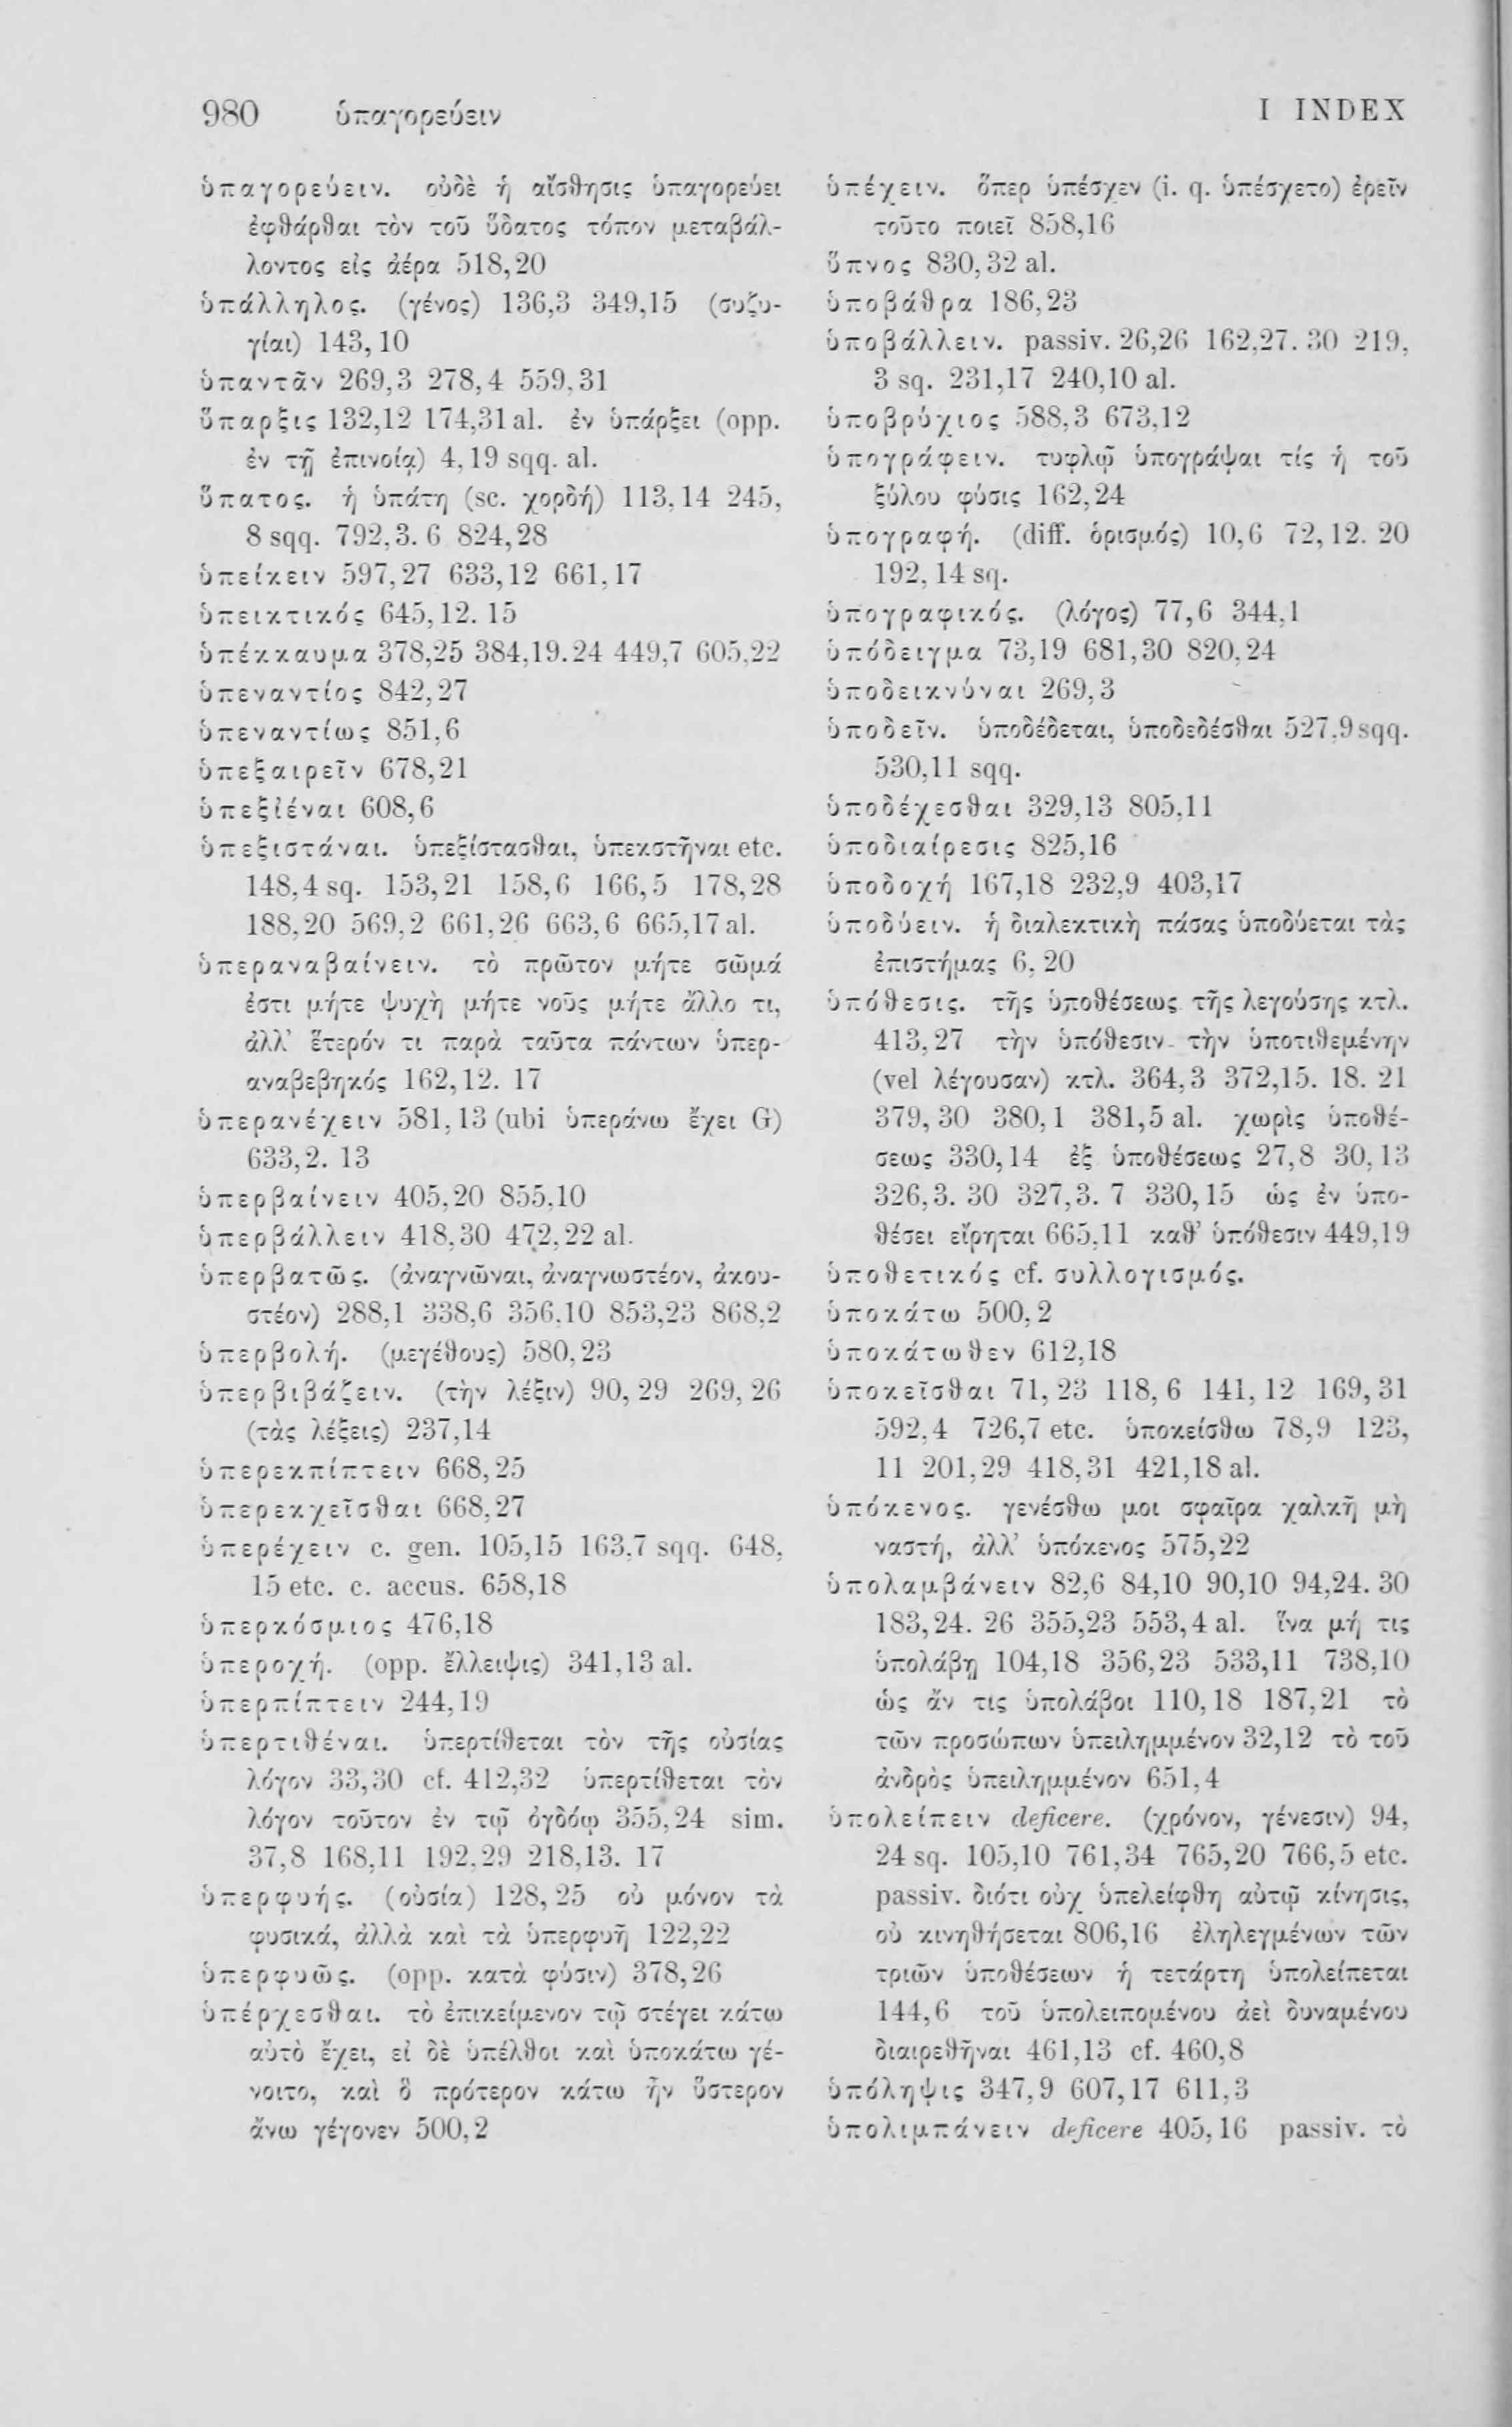 980 ὑπαγορεύειν I INDEX
ὑπαγορεύειν. οὐδὲ ἡ αἴσθησις ὑπαγορεύει
ἐφθάρθαι τὸν τοῦ ὕδατος τόπον μεταβάλ-
λοντος εἰς ἀέρα 518,20
ὑπάλληλος. (γένος) 136,3 349,15 (συζυ-
γίαι) 143,10
ὑπαντᾶν 269,3 278,4 559,31
ὕπαρξις 132,12 174,31 al. ἐν ὑπάρξει (opp.
ἐν τῇ ἐπινοίᾳ) 4,19 sqq. al.
ὕπατος. ἡ ὑπάτη (sc. χορδή) 113,14 245,
8 sqq. 792,3. 6 824,28
ὑπείκειν 597,27 633,12 661,17
ὑπεικτικός 645,12. 15
ὑπέκκαυμα 378,25 384,19.24 449,7 605,22
ὑπεναντίος 842,27
ὑπεναντίως 851,6
ὑπεξαιρεῖν 678,21
ὑπεξιέναι 608,6
ὑπεξιστάναι. ὑπεξίστασθαι, ὑπεκστῆναι etc.
148,4 sq. 153,21 158,6 166,5 178,28
188,20 569,2 661,26 663,6 665,17 al.
ὑπεραναβαίνειν. τὸ πρῶτον μήτε σῶμά
ἐστι μήτε ψυχὴ μήτε νοῦς μήτε ἄλλο τι,
ἀλλ’ ἕτερόν τι παρὰ ταῦτα πάντων ὑπερ-
αναβεβηκός 162,12. 17
ὑπερανέχειν 581,13 (ubi ὑπεράνω ἔχει G)
633,2. 13
ὑπερβαίνειν 405,20 855,10
ὑπερβάλλειν 418,30 472,22 al.
ὑπερβατῶς. (ἀναγνῶναι, ἀναγνωστέον, ἀκου-
στέον) 288,1 338,6 356,10 853,23 868,2
ὑπερβολή. (μεγέθους) 580,23
ὑπερβιβάζειν. (τὴν λέξιν) 90,29 269,26
(τὰς λέξεις) 237,14
ὑπερεκπίπτειν 668,25
ὑπερεκχεῖσθαι 668,27
ὑπερέχειν c. gen. 105,15 163,7 sqq. 648,
15 etc. c. accus. 658,18
ὑπερκόσμιος 476,18
ὑπεροχή. (opp. ἔλλειψις) 341,13 al.
ὑπερπίπτειν 244,19
ὑπερτιθέναι. ὑπερτίθεται τὸν τῆς οὐσίας
λόγον 33,30 cf. 412,32 ὑπερτίθεται τὸν
λόγον τοῦτον ἐν τῷ ὀγδόῳ 355,24 sim.
37,8 168,11 192,29 218,13. 17
ὑπερφυής. (οὐσία) 128,25 οὐ μόνον τὰ
φυσικά, ἀλλὰ καὶ τὰ ὑπερφυῆ 122,22
ὑπερφυῶς. (opp. κατὰ φύσιν) 378,26
ὑπέρχεσθαι. τὸ ἐπικείμενον τῷ στέγει κάτω
αὐτὸ ἔχει, εἰ δὲ ὑπέλθοι καὶ ὑποκάτω γέ-
νοιτο, καὶ ὃ πρότερον κάτω ἦν ὕστερον
ἄνω γέγονεν 500,2
ὑπέχειν. ὅπερ ὑπέσχεν (i. q. ὑπέσχετο) ἐρεῖν
τοῦτο ποιεῖ 858,16
ὕπνος 830,32 al.
ὑποβάθρα 186,23
ὑποβάλλειν. passiv. 26,26 162,27. 30 219,
3 sq. 231,17 240,10 al.
ὑποβρύχιος 588,3 673,12
ὑπογράφειν. τυφλῷ ὑπογράψαι τίς ἡ τοῦ
ξύλου φύσις 162,24
ὑπογραφή. (diff. ὁρισμός) 10,6 72,12. 20
192,14 sq.
ὑπογραφικός. (λόγος) 77,6 344,1
ὑπόδειγμα 73,19 681,30 820,24
ὑποδεικνύναι 269,3
ὑποδεῖν. ὑποδέδεται, ὑποδεδέσθαι 527,9 sqq.
530,11 sqq.
ὑποδέχεσθαι 329,13 805,11
ὑποδιαίρεσις 825,16
ὑποδοχή 167,18 232,9 403,17
ὑποδύειν. ἡ διαλεκτικὴ πάσας ὑποδύεται τὰς
ἐπιστήμας 6,20
ὑπόθεσις. τῆς ὑποθέσεως τῆς λεγούσης κτλ.
413,27 τὴν ὑπόθεσιν τὴν ὑποτιθεμένην
(vel λέγουσαν) κτλ. 364,3 372,15. 18. 21
379,30 380,1 381,5 al. χωρὶς ὑποθέ-
σεως 330,14 ἐξ ὑποθέσεως 27,8 30,13
326,3. 30 327,3. 7 330,15 ὡς ἐν ὑπο-
θέσει εἴρηται 665,11 καθ’ ὑπόθεσιν 449,19
ὑποθετικός cf. συλλογισμός.
ὑποκάτω 500,2
ὑποκάτωθεν 612,18
ὑποκεῖσθαι 71,23 118,6 141,12 169,31
592,4 726,7 etc. ὑποκείσθω 78,9 123,
11 201,29 418,31 421,18 al.
ὑπόκενος. γενέσθω μοι σφαῖρα χαλκῆ μὴ
ναστή, ἀλλ’ ὑπόκενος 575,22
ὑπολαμβάνειν 82,6 84,10 90,10 94,24. 30
183,24. 26 355,23 553,4 al. ἵνα μή τις
ὑπολάβῃ 104,18 356,23 533,11 738,10
ὡς ἄν τις ὑπολάβοι 110,18 187,21 τὸ
τῶν προσώπων ὑπειλημμένον 32,12 τὸ τοῦ
ἀνδρὸς ὑπειλημμένον 651,4
ὑπολείπειν deficere. (χρόνον, γένεσιν) 94,
24 sq. 105,10 761,34 765,20 766,5 etc.
passiv. διότι οὐχ ὑπελείφθη αὐτῷ κίνησις,
οὐ κινηθήσεται 806,16 ἐληλεγμένων τῶν
τριῶν ὑποθέσεων ἡ τετάρτη ὑπολείπεται
144,6 τοῦ ὑπολειπομένου ἀεὶ δυναμένου
διαιρεθῆναι 461,13 cf. 460,8
ὑπόληψις 347,9 607,17 611,3
ὑπολιμπάνειν deficere 405,16 passiv. τὸ